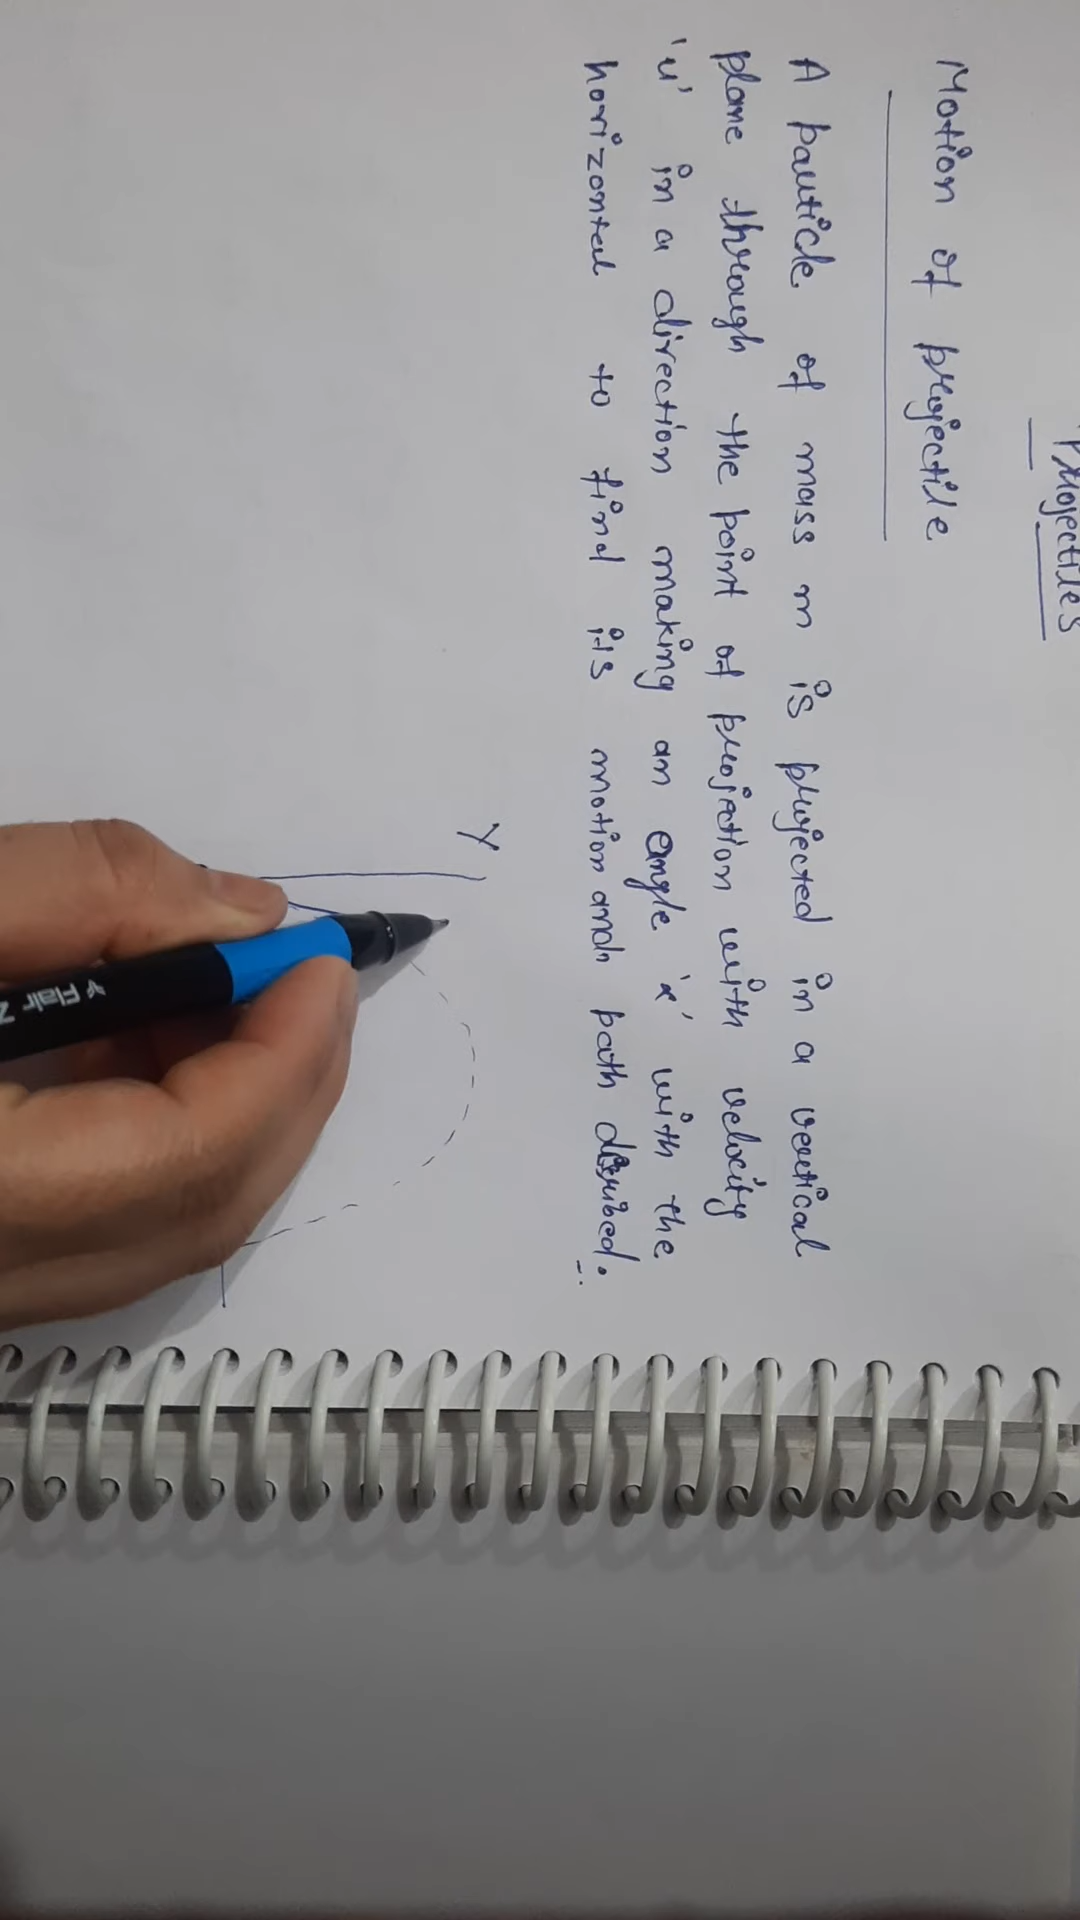 Projectiles
Motion of projectile
A particle of mass m is projected in a vertical
plane through the point of projection with velocity
'u' in a direction making an angle 'α' with the
horizontal to find its motion and path discribed.
Y
Flair